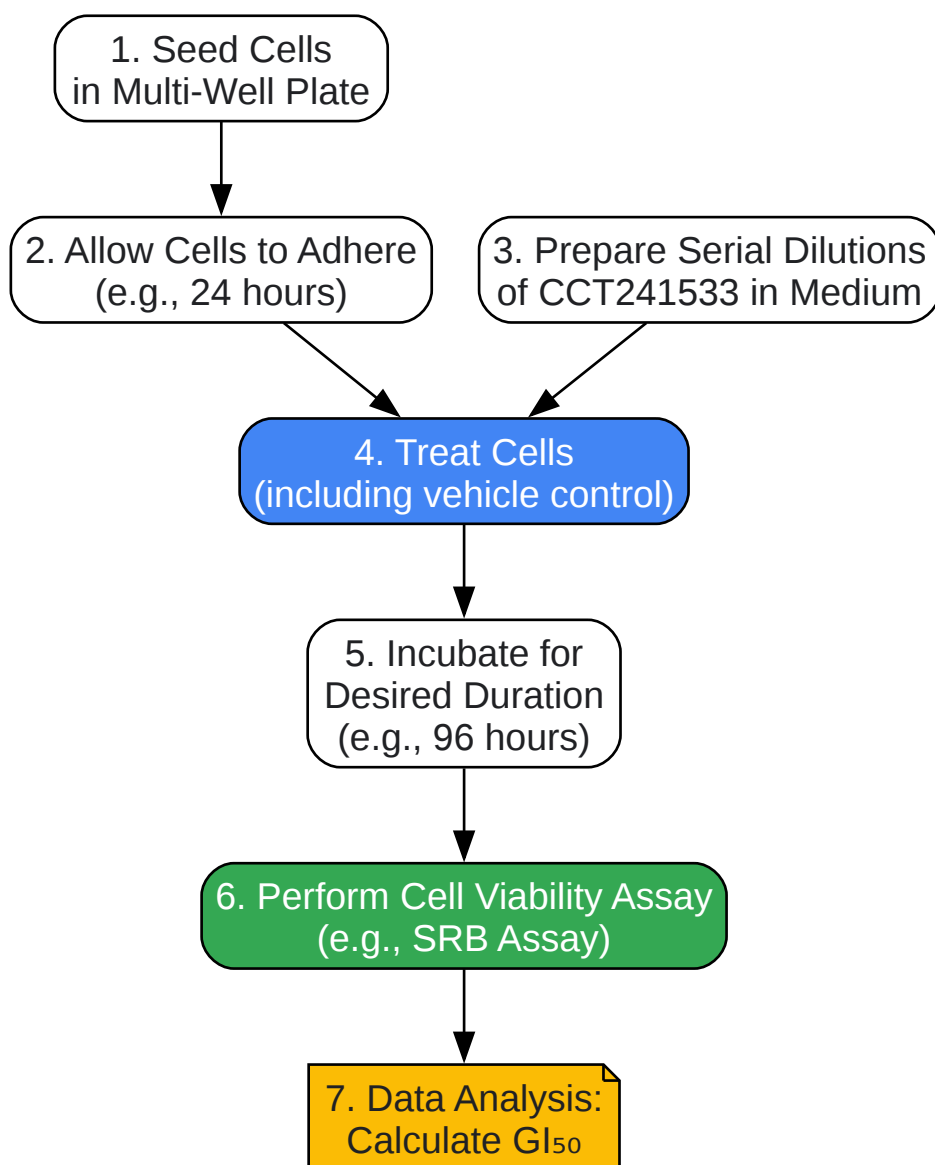 1. Seed Cells
in Multi-Well Plate
2. Allow Cells to Adhere
(e.g., 24 hours)
3. Prepare Serial Dilutions
of CCT241533 in Medium
4. Treat Cells
(including vehicle control)
5. Incubate for
Desired Duration
(e.g., 96 hours)
6. Perform Cell Viability Assay
(e.g., SRB Assay)
7. Data Analysis:
Calculate GI₅₀